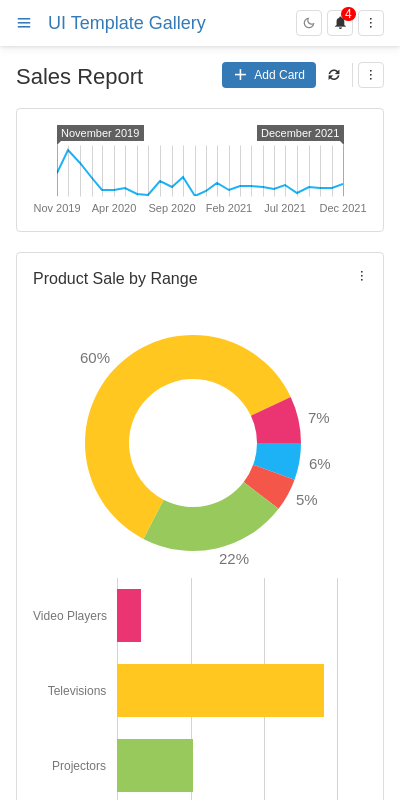 UI Template Gallery
4
Sales Report
Add Card
November 2019
December 2021
Nov 2019
Apr 2020
Sep 2020
Feb 2021
Jul 2021
Dec 2021
Product Sale by Range
60%
7%
6%
5%
22%
Video Players
Televisions
Projectors